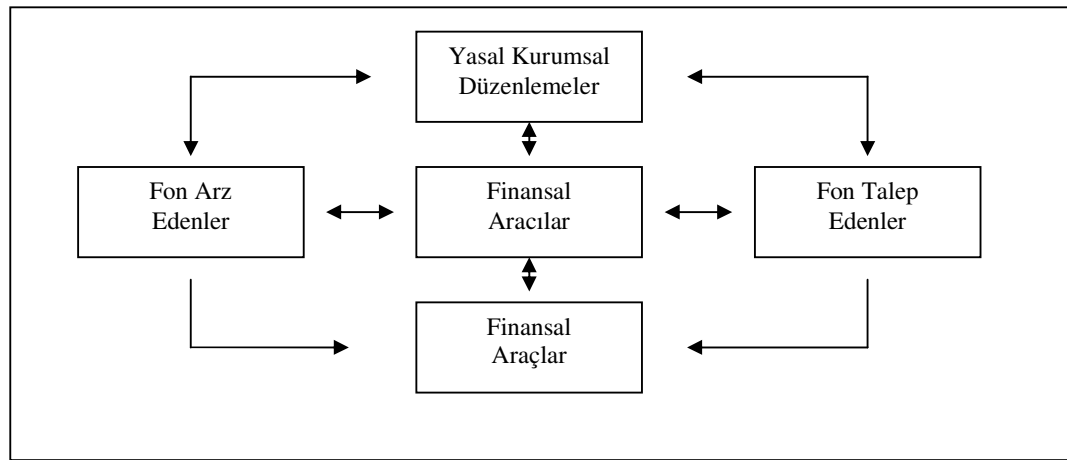 Yasal Kurumsal
Düzenlemeler
Fon Arz
Edenler
Finansal
Aracılar
Fon Talep
Edenler
Finansal
Araçlar